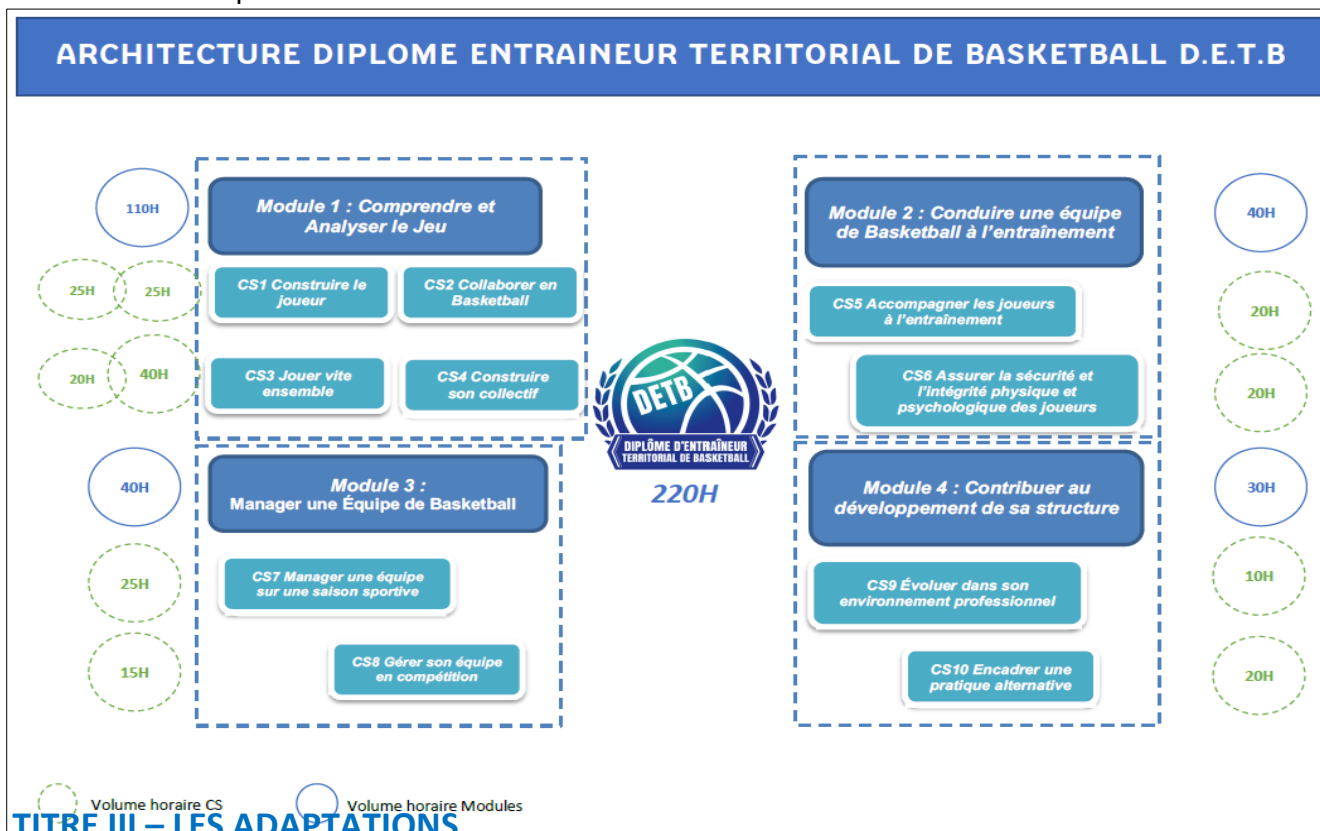 ARCHITECTURE DIPLOME ENTRAINEUR TERRITORIAL DE BASKETBALL D.E.T.B
110H
Module 1 : Comprendre et
Analyser le Jeu
25H
25H
CS1 Construire le
joueur
CS2 Collaborer en
Basketball
20H
40H
CS3 Jouer vite
ensemble
CS4 Construire
son collectif
Module 2 : Conduire une équipe
de Basketball à l'entraînement
40H
CS5 Accompagner les joueurs
à l'entraînement
20H
CS6 Assurer la sécurité et
l'intégrité physique et
psychologique des joueurs
20H
DETB
DIPLÔME D'ENTRAÎNEUR
TERRITORIAL DE BASKETBALL
220H
40H
Module 3 :
Manager une Équipe de Basketball
25H
CS7 Manager une équipe
sur une saison sportive
15H
CS8 Gérer son équipe
en compétition
Module 4 : Contribuer au
développement de sa structure
30H
CS9 Évoluer dans son
environnement professionnel
10H
CS10 Encadrer une
pratique alternative
20H
Volume horaire CS
Volume horaire Modules
TITRE III – LES ADAPTATIONS